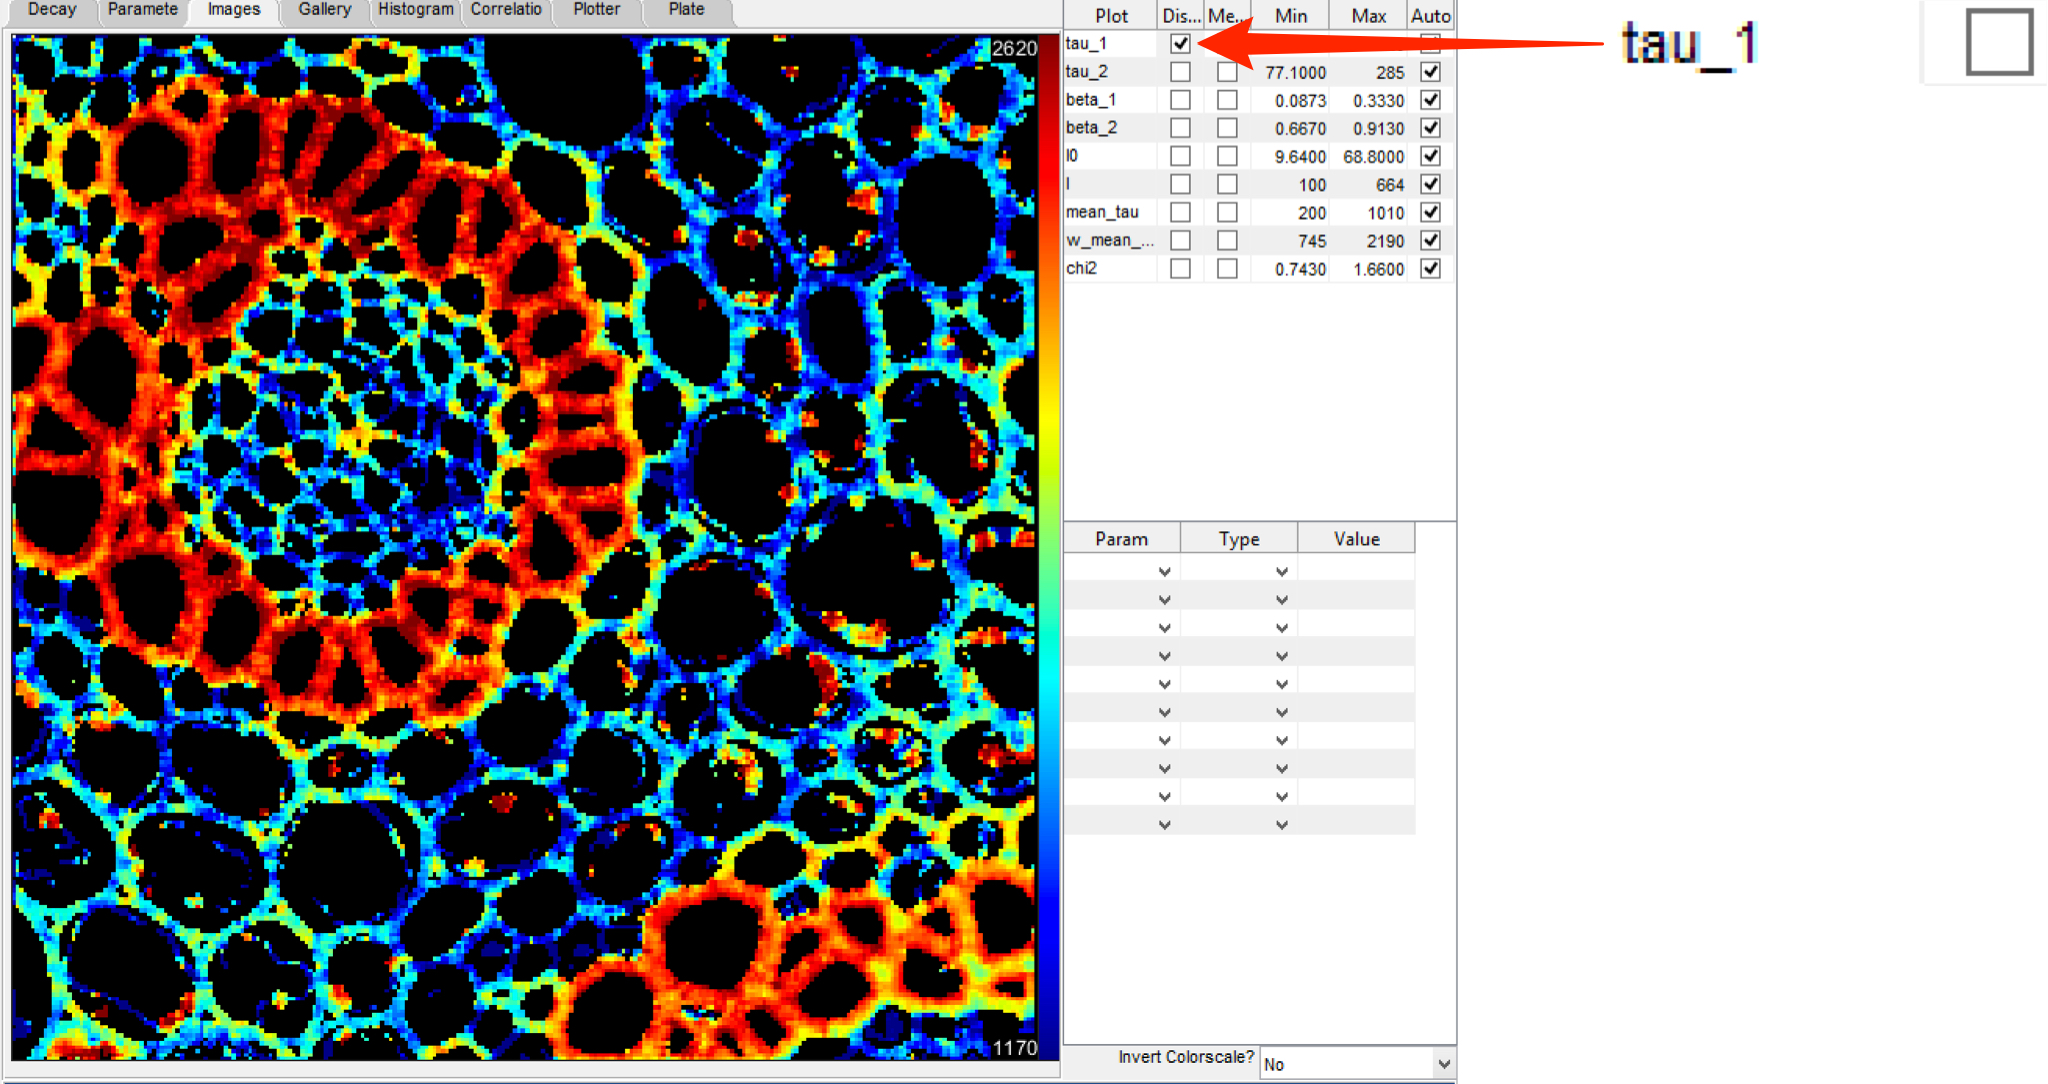 Decay Paramete Images Gallery Histogram Correlatio Plotter Plate
2620
1170
Plot Dis... Me... Min Max Auto
tau_1
tau_2 77.1000 285
beta_1 0.0873 0.3330
beta_2 0.6670 0.9130
I0 9.6400 68.8000
I 100 664
mean_tau 200 1010
w_mean_... 745 2190
chi2 0.7430 1.6600
Param Type Value
Invert Colorscale? No
tau_1